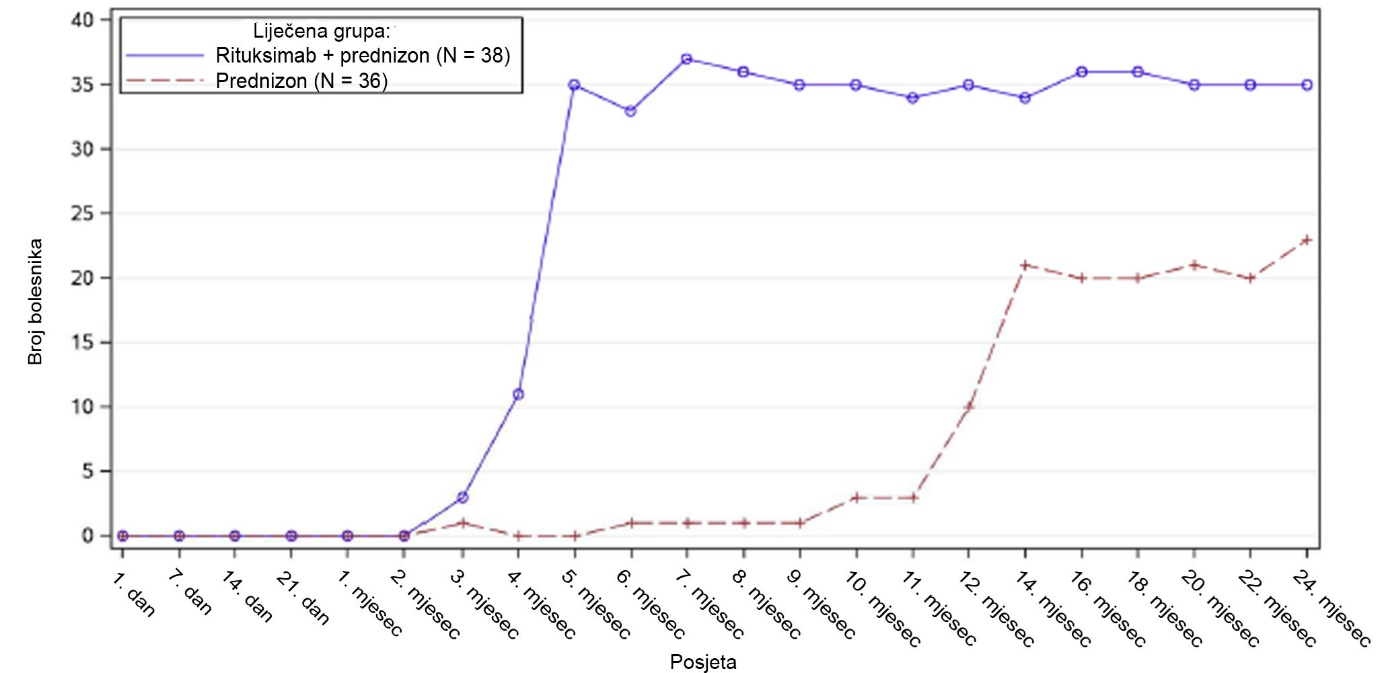 Liječena grupa:
Rituksimab + prednizon (N = 38)
Prednizon (N = 36)
40
35
30
25
20
15
10
5
0
Broj bolesnika
1. dan
7. dan
14. dan
21. dan
1. mjesec
2. mjesec
3. mjesec
4. mjesec
5. mjesec
6. mjesec
7. mjesec
8. mjesec
9. mjesec
10. mjesec
11. mjesec
12. mjesec
14. mjesec
16. mjesec
18. mjesec
20. mjesec
22. mjesec
24. mjesec
Posjeta